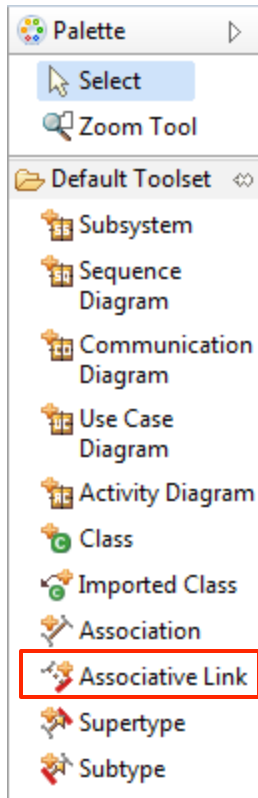 Palette
Select
Zoom Tool
Default Toolset
Subsystem
Sequence
Diagram
Communication
Diagram
Use Case
Diagram
Activity Diagram
Class
Imported Class
Association
Associative Link
Supertype
Subtype